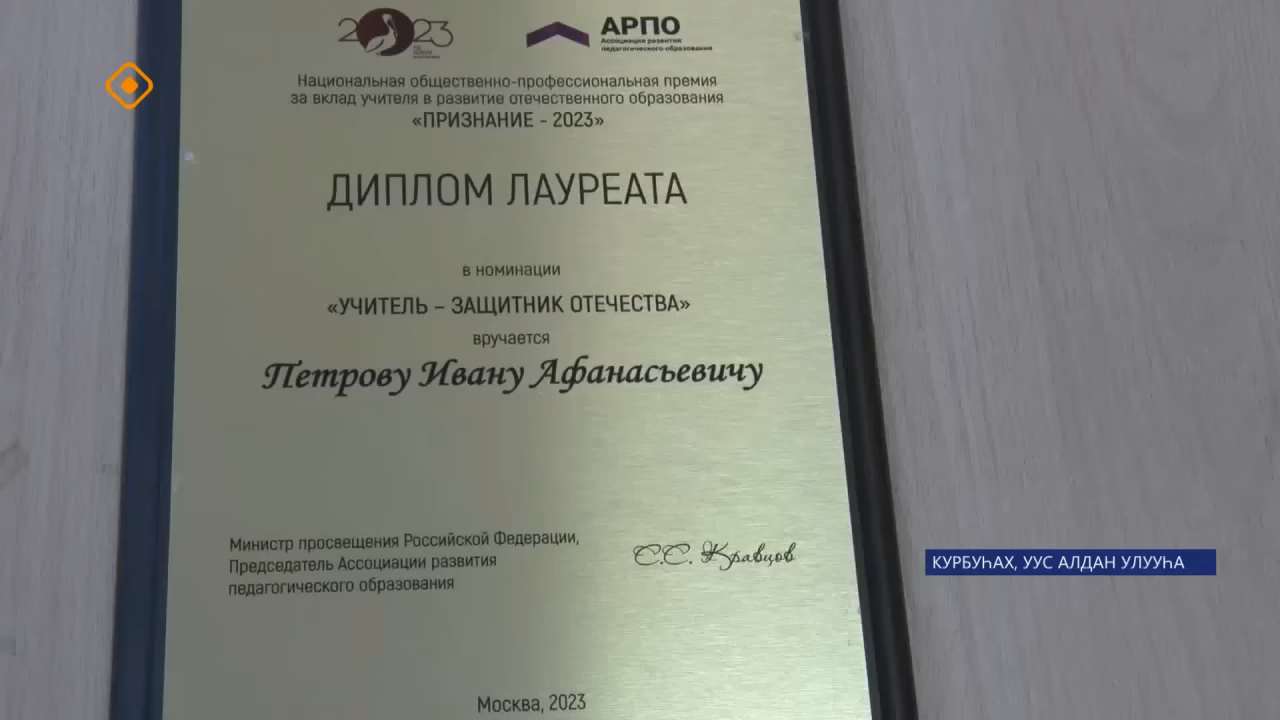 2023
АРПО
Ассоциация развития
педагогического образования
Национальная общественно-профессиональная премия
за вклад учителя в развитие отечественного образования
«ПРИЗНАНИЕ - 2023»
ДИПЛОМ ЛАУРЕАТА
в номинации
«УЧИТЕЛЬ – ЗАЩИТНИК ОТЕЧЕСТВА»
вручается
Петрову Ивану Афанасьевичу
Министр просвещения Российской Федерации,
Председатель Ассоциации развития
педагогического образования
С.С. Кравцов
КУРБУҺАХ, УУС АЛДАН УЛУУҺА
Москва, 2023